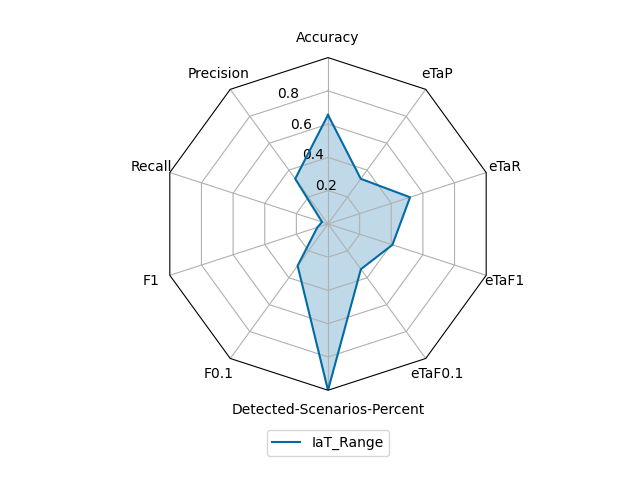 Accuracy
Precision
eTaP
0.8
0.6
0.4
Recall
eTaR
0.2
F1
eTaF1
F0.1
eTaF0.1
Detected-Scenarios-Percent
IaT_Range